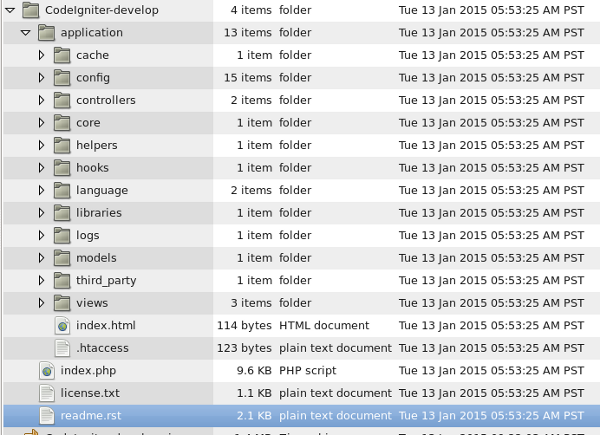 CodeIgniter-develop 4 items folder Tue 13 Jan 2015 05:53:25 AM PST
application 13 items folder Tue 13 Jan 2015 05:53:25 AM PST
cache 1 item folder Tue 13 Jan 2015 05:53:25 AM PST
config 15 items folder Tue 13 Jan 2015 05:53:25 AM PST
controllers 2 items folder Tue 13 Jan 2015 05:53:25 AM PST
core 1 item folder Tue 13 Jan 2015 05:53:25 AM PST
helpers 1 item folder Tue 13 Jan 2015 05:53:25 AM PST
hooks 1 item folder Tue 13 Jan 2015 05:53:25 AM PST
language 2 items folder Tue 13 Jan 2015 05:53:25 AM PST
libraries 1 item folder Tue 13 Jan 2015 05:53:25 AM PST
logs 1 item folder Tue 13 Jan 2015 05:53:25 AM PST
models 1 item folder Tue 13 Jan 2015 05:53:25 AM PST
third_party 1 item folder Tue 13 Jan 2015 05:53:25 AM PST
views 3 items folder Tue 13 Jan 2015 05:53:25 AM PST
index.html 114 bytes HTML document Tue 13 Jan 2015 05:53:25 AM PST
.htaccess 123 bytes plain text document Tue 13 Jan 2015 05:53:25 AM PST
index.php 9.6 KB PHP script Tue 13 Jan 2015 05:53:25 AM PST
license.txt 1.1 KB plain text document Tue 13 Jan 2015 05:53:25 AM PST
readme.rst 2.1 KB plain text document Tue 13 Jan 2015 05:53:25 AM PST